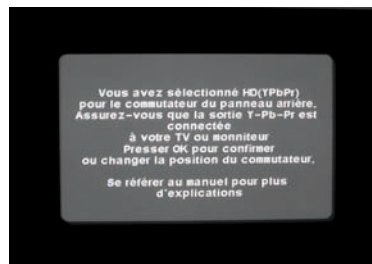 Vous avez sélectionné HD(YPbPr)
pour le commutateur du panneau arrière,
Assurez-vous que la sortie Y-Pb-Pr est
connectée
à votre TV ou monniteur
Presser OK pour confirmer
ou changer la position du commutateur.
Se référer au manuel pour plus
d'explications